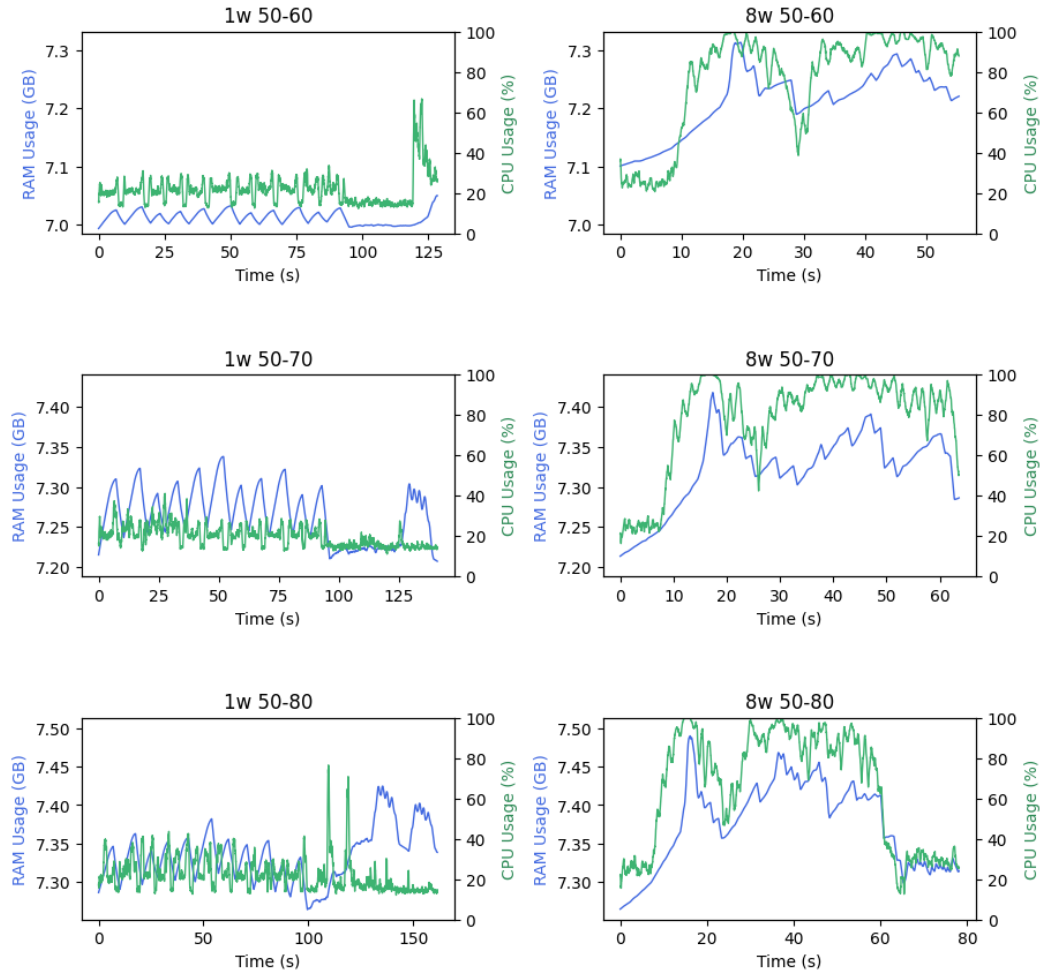 1w 50-60
RAM Usage (GB)
7.3
7.2
7.1
7.0
100
80
60
40
20
0
CPU Usage (%)
0 25 50 75 100 125
Time (s)
8w 50-60
RAM Usage (GB)
7.3
7.2
7.1
7.0
100
80
60
40
20
0
CPU Usage (%)
0 10 20 30 40 50
Time (s)
1w 50-70
RAM Usage (GB)
7.40
7.35
7.30
7.25
7.20
100
80
60
40
20
0
CPU Usage (%)
0 25 50 75 100 125
Time (s)
8w 50-70
RAM Usage (GB)
7.40
7.35
7.30
7.25
7.20
100
80
60
40
20
0
CPU Usage (%)
0 10 20 30 40 50 60
Time (s)
1w 50-80
RAM Usage (GB)
7.50
7.45
7.40
7.35
7.30
100
80
60
40
20
0
CPU Usage (%)
0 50 100 150
Time (s)
8w 50-80
RAM Usage (GB)
7.50
7.45
7.40
7.35
7.30
100
80
60
40
20
0
CPU Usage (%)
0 20 40 60 80
Time (s)